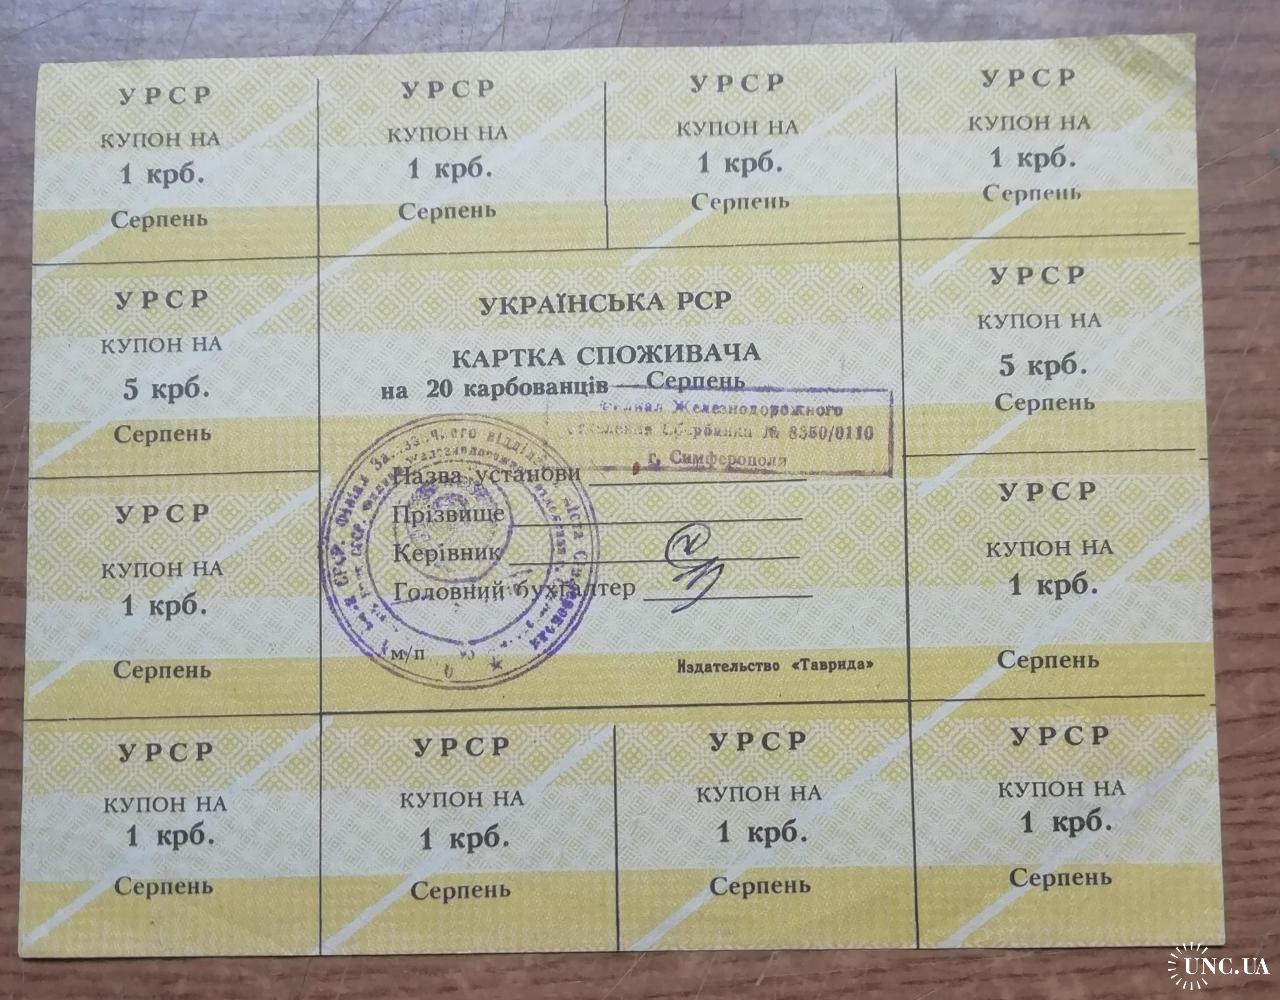 УРСР
КУПОН НА
1 крб.
Серпень
УРСР
КУПОН НА
1 крб.
Серпень
УРСР
КУПОН НА
1 крб.
Серпень
УРСР
КУПОН НА
1 крб.
Серпень
УРСР
КУПОН НА
5 крб.
Серпень
УКРАЇНСЬКА РСР
КАРТКА СПОЖИВАЧА
на 20 карбованців — Серпень
Железнодорожного
Сбербанка № 8350/0110
г. Симферополя
Назва установи
Прізвище
Керівник
Головний бухгалтер
м/п
Издательство «Таврида»
УРСР
КУПОН НА
5 крб.
Серпень
УРСР
КУПОН НА
1 крб.
Серпень
УРСР
КУПОН НА
1 крб.
Серпень
УРСР
КУПОН НА
1 крб.
Серпень
УРСР
КУПОН НА
1 крб.
Серпень
УРСР
КУПОН НА
1 крб.
Серпень
УРСР
КУПОН НА
1 крб.
Серпень
UNC.UA